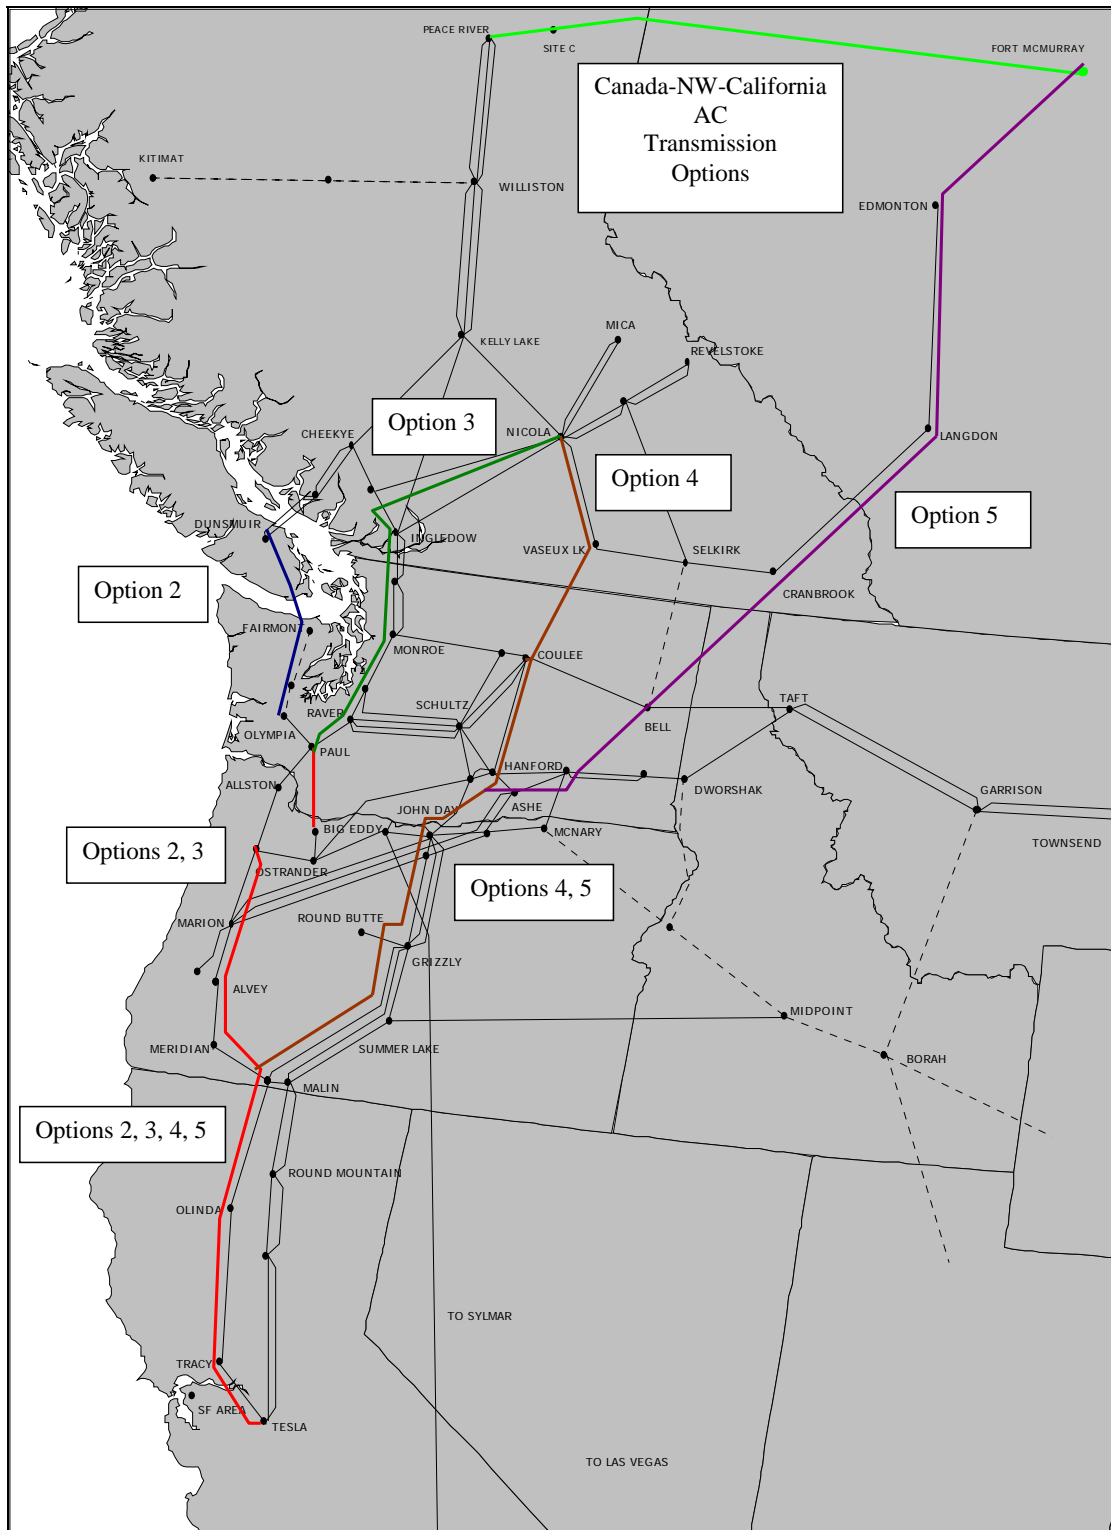 PEACE RIVER
SITE C
FORT MCMURRAY
Canada-NW-California
AC
Transmission
Options
KITIMAT
WILLISTON
EDMONTON
MICA
KELLY LAKE
REVELSTOKE
Option 3
CHEEKYE
NICOLA
LANGDON
Option 4
Option 5
DUNSMUIR
INGLEDOW
VASEUX LK
SELKIRK
Option 2
CRANBROOK
FAIRMONT
MONROE
COULEE
TAFT
SCHULTZ
RAVER
OLYMPIA
BELL
PAUL
HANFORD
ALLSTON
DWORSHAK
GARRISON
JOHN DAY
ASHE
BIG EDDY
MCNARY
TOWNSEND
Options 2, 3
OSTRANDER
Options 4, 5
MARION
ROUND BUTTE
GRIZZLY
ALVEY
MIDPOINT
MERIDIAN
SUMMER LAKE
BORAH
MALIN
Options 2, 3, 4, 5
ROUND MOUNTAIN
OLINDA
TO SYLMAR
TRACY
SF AREA
TESLA
TO LAS VEGAS